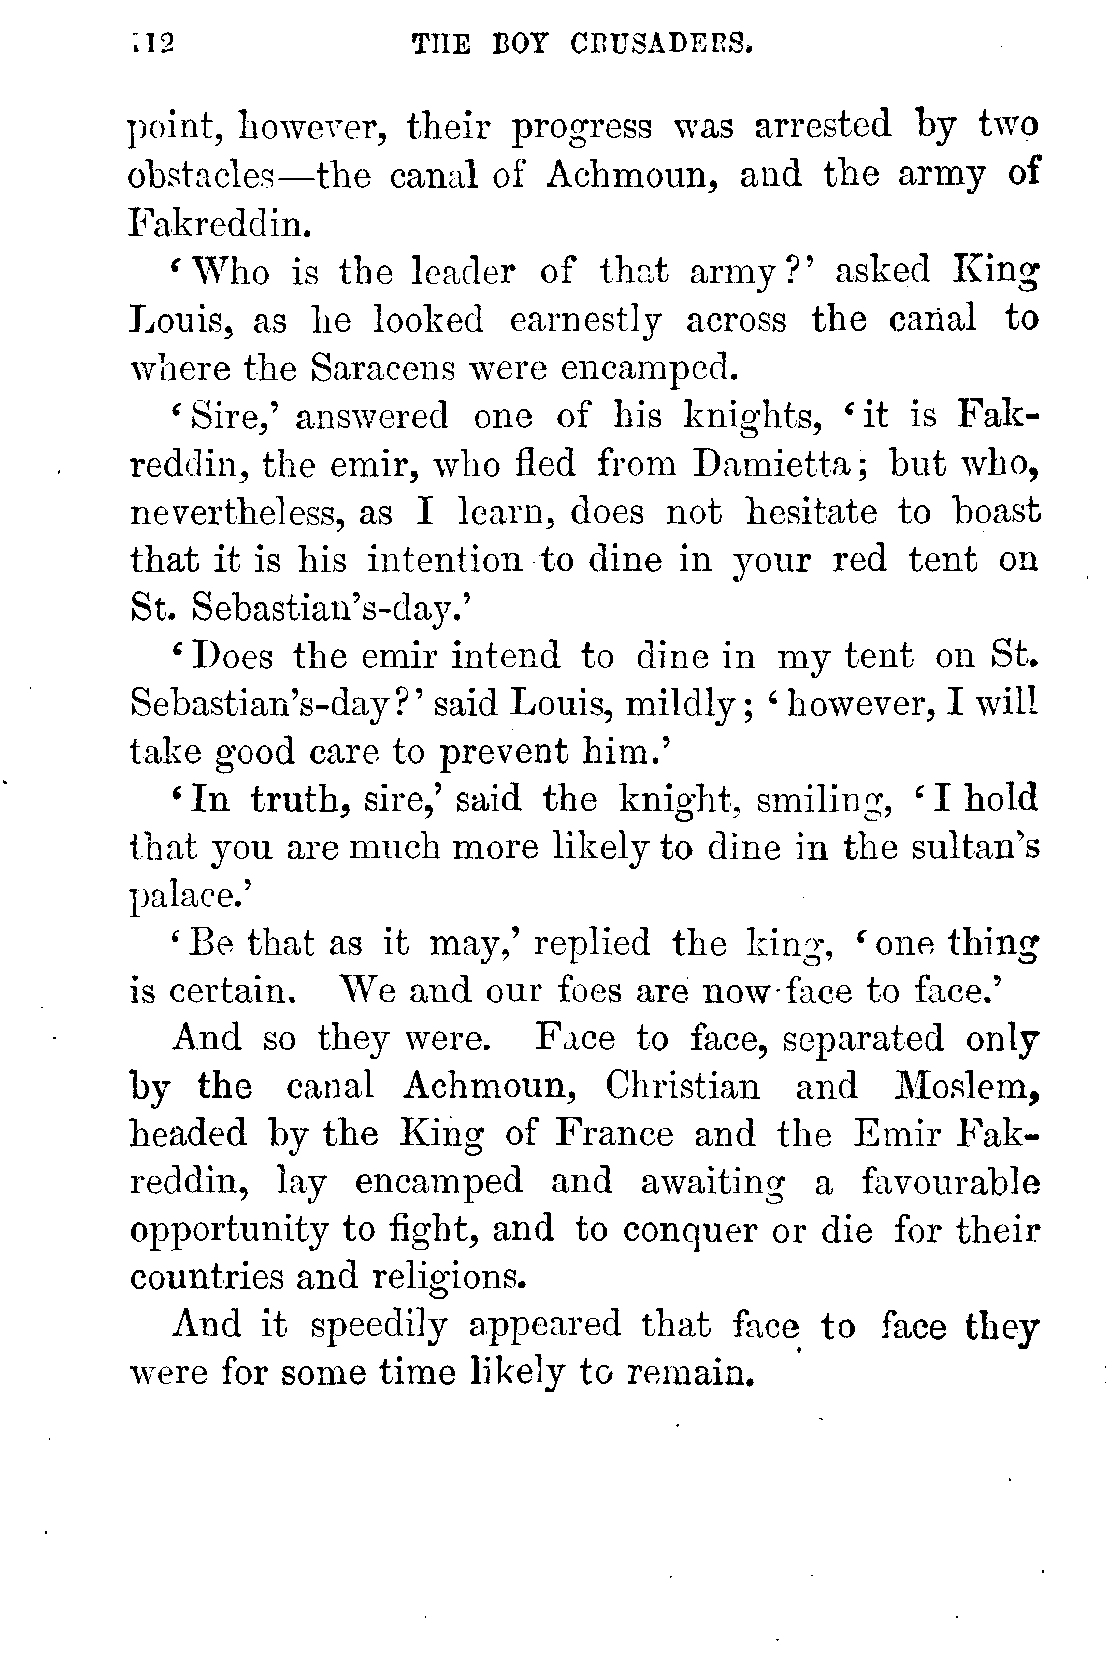 112 THE BOY CRUSADERS.
point, however, their progress was arrested by two
obstacles—the canal of Achmoun, and the army of
Fakreddin.
‘Who is the leader of that army?’ asked King
Louis, as he looked earnestly across the canal to
where the Saracens were encamped.
‘Sire,’ answered one of his knights, ‘it is Fak-
reddin, the emir, who fled from Damietta; but who,
nevertheless, as I learn, does not hesitate to boast
that it is his intention to dine in your red tent on
St. Sebastian’s-day.’
‘Does the emir intend to dine in my tent on St.
Sebastian’s-day?’ said Louis, mildly; ‘however, I will
take good care to prevent him.’
‘In truth, sire,’ said the knight, smiling, ‘I hold
that you are much more likely to dine in the sultan’s
palace.’
‘Be that as it may,’ replied the king, ‘one thing
is certain. We and our foes are now face to face.’
And so they were. Face to face, separated only
by the canal Achmoun, Christian and Moslem,
headed by the King of France and the Emir Fak-
reddin, lay encamped and awaiting a favourable
opportunity to fight, and to conquer or die for their
countries and religions.
And it speedily appeared that face to face they
were for some time likely to remain.